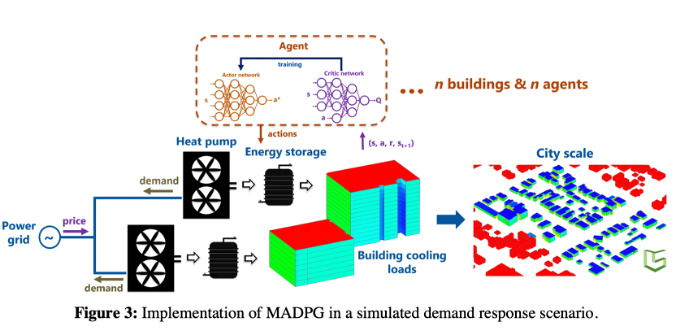 Agent
training
Actor network
Critic network
s
a*
s
a
Q
... n buildings & n agents
actions
(s, a, r, st+1)
Heat pump
Energy storage
City scale
demand
Power
grid
price
~
demand
Building cooling
loads
Figure 3: Implementation of MADPG in a simulated demand response scenario.